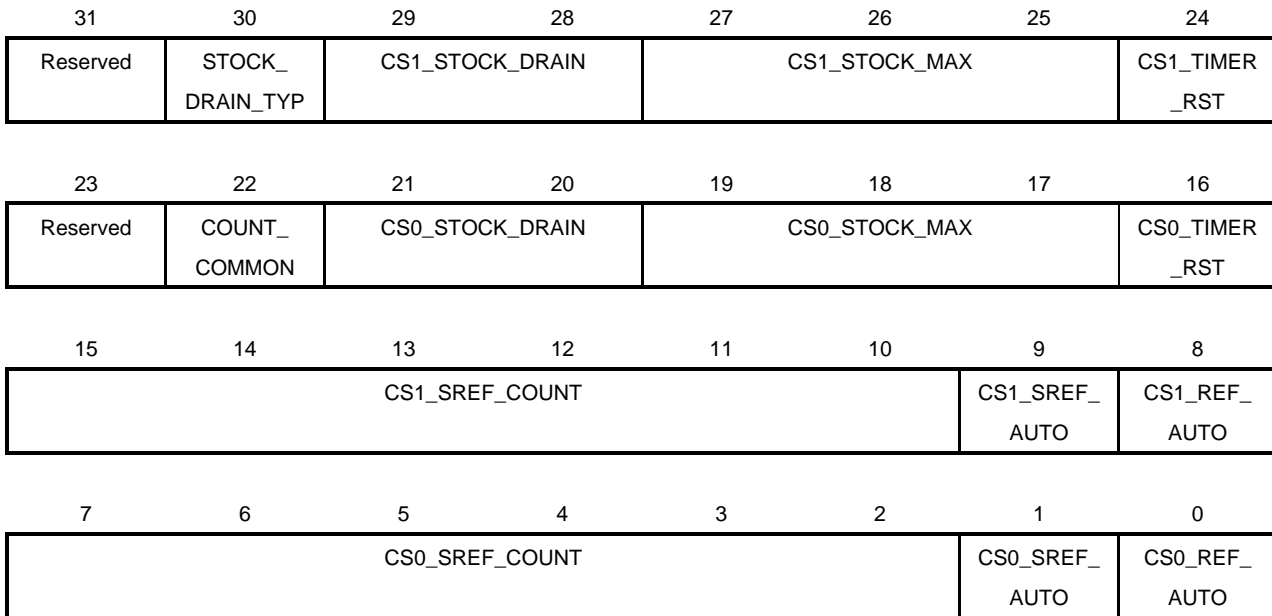 31 30 29 28 27 26 25 24
Reserved STOCK_ CS1_STOCK_DRAIN CS1_STOCK_MAX CS1_TIMER
DRAIN_TYP _RST
23 22 21 20 19 18 17 16
Reserved COUNT_ CS0_STOCK_DRAIN CS0_STOCK_MAX CS0_TIMER
COMMON _RST
15 14 13 12 11 10 9 8
CS1_SREF_COUNT CS1_SREF_ CS1_REF_
AUTO AUTO
7 6 5 4 3 2 1 0
CS0_SREF_COUNT CS0_SREF_ CS0_REF_
AUTO AUTO